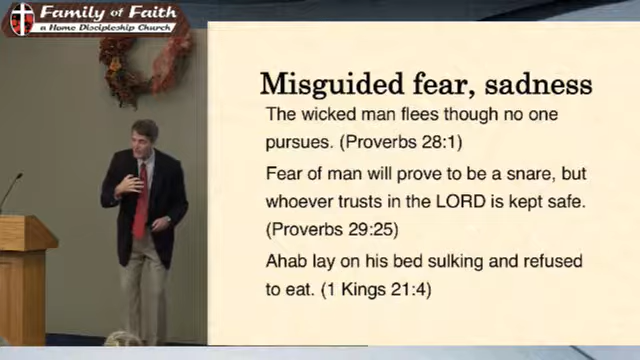 Family of Faith
a Home Discipleship Church
Misguided fear, sadness
The wicked man flees though no one
pursues. (Proverbs 28:1)
Fear of man will prove to be a snare, but
whoever trusts in the LORD is kept safe.
(Proverbs 29:25)
Ahab lay on his bed sulking and refused
to eat. (1 Kings 21:4)